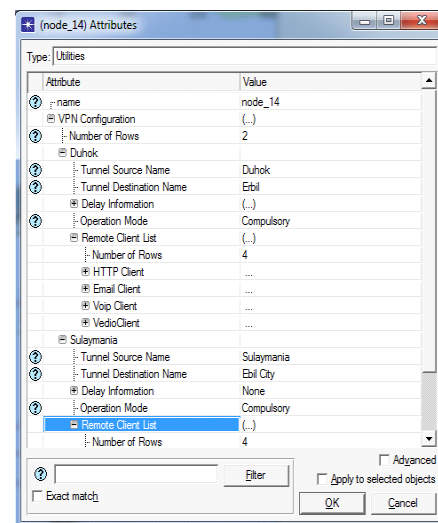 (node_14) Attributes
Type: Utilities
Attribute Value
name node_14
VPN Configuration (...)
Number of Rows 2
Duhok
Tunnel Source Name Duhok
Tunnel Destination Name Erbil
Delay Information (...)
Operation Mode Compulsory
Remote Client List (...)
Number of Rows 4
HTTP Client ...
Email Client ...
Voip Client ...
VedioClient ...
Sulaymania
Tunnel Source Name Sulaymania
Tunnel Destination Name Ebil City
Delay Information None
Operation Mode Compulsory
Remote Client List (...)
Number of Rows 4
Advanced
Filter
Apply to selected objects
Exact match
OK Cancel